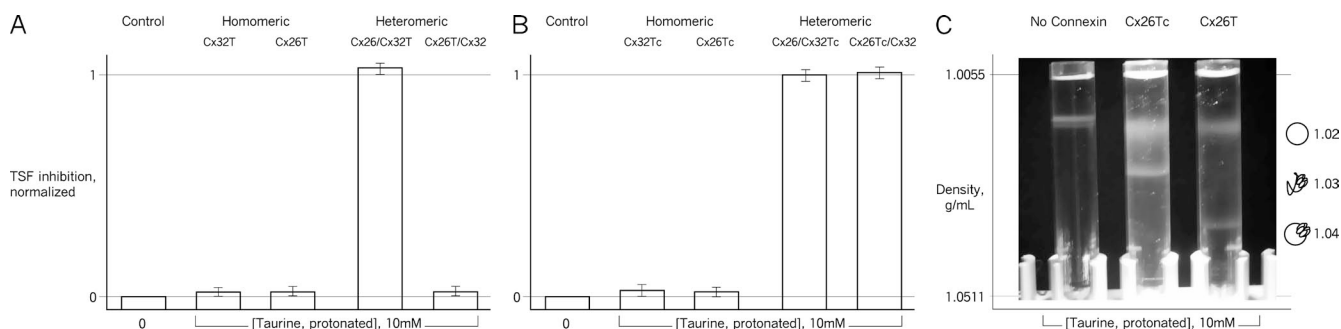 A
Control
Homomeric
Heteromeric
Cx32T
Cx26T
Cx26/Cx32T
Cx26T/Cx32
1
TSF inhibition,
normalized
0
0
[Taurine, protonated], 10mM
B
Control
Homomeric
Heteromeric
Cx32Tc
Cx26Tc
Cx26/Cx32Tc
Cx26Tc/Cx32
1
0
0
[Taurine, protonated], 10mM
C
No Connexin
Cx26Tc
Cx26T
1.0055
1.02
1.03
Density,
g/mL
1.04
1.0511
[Taurine, protonated], 10mM